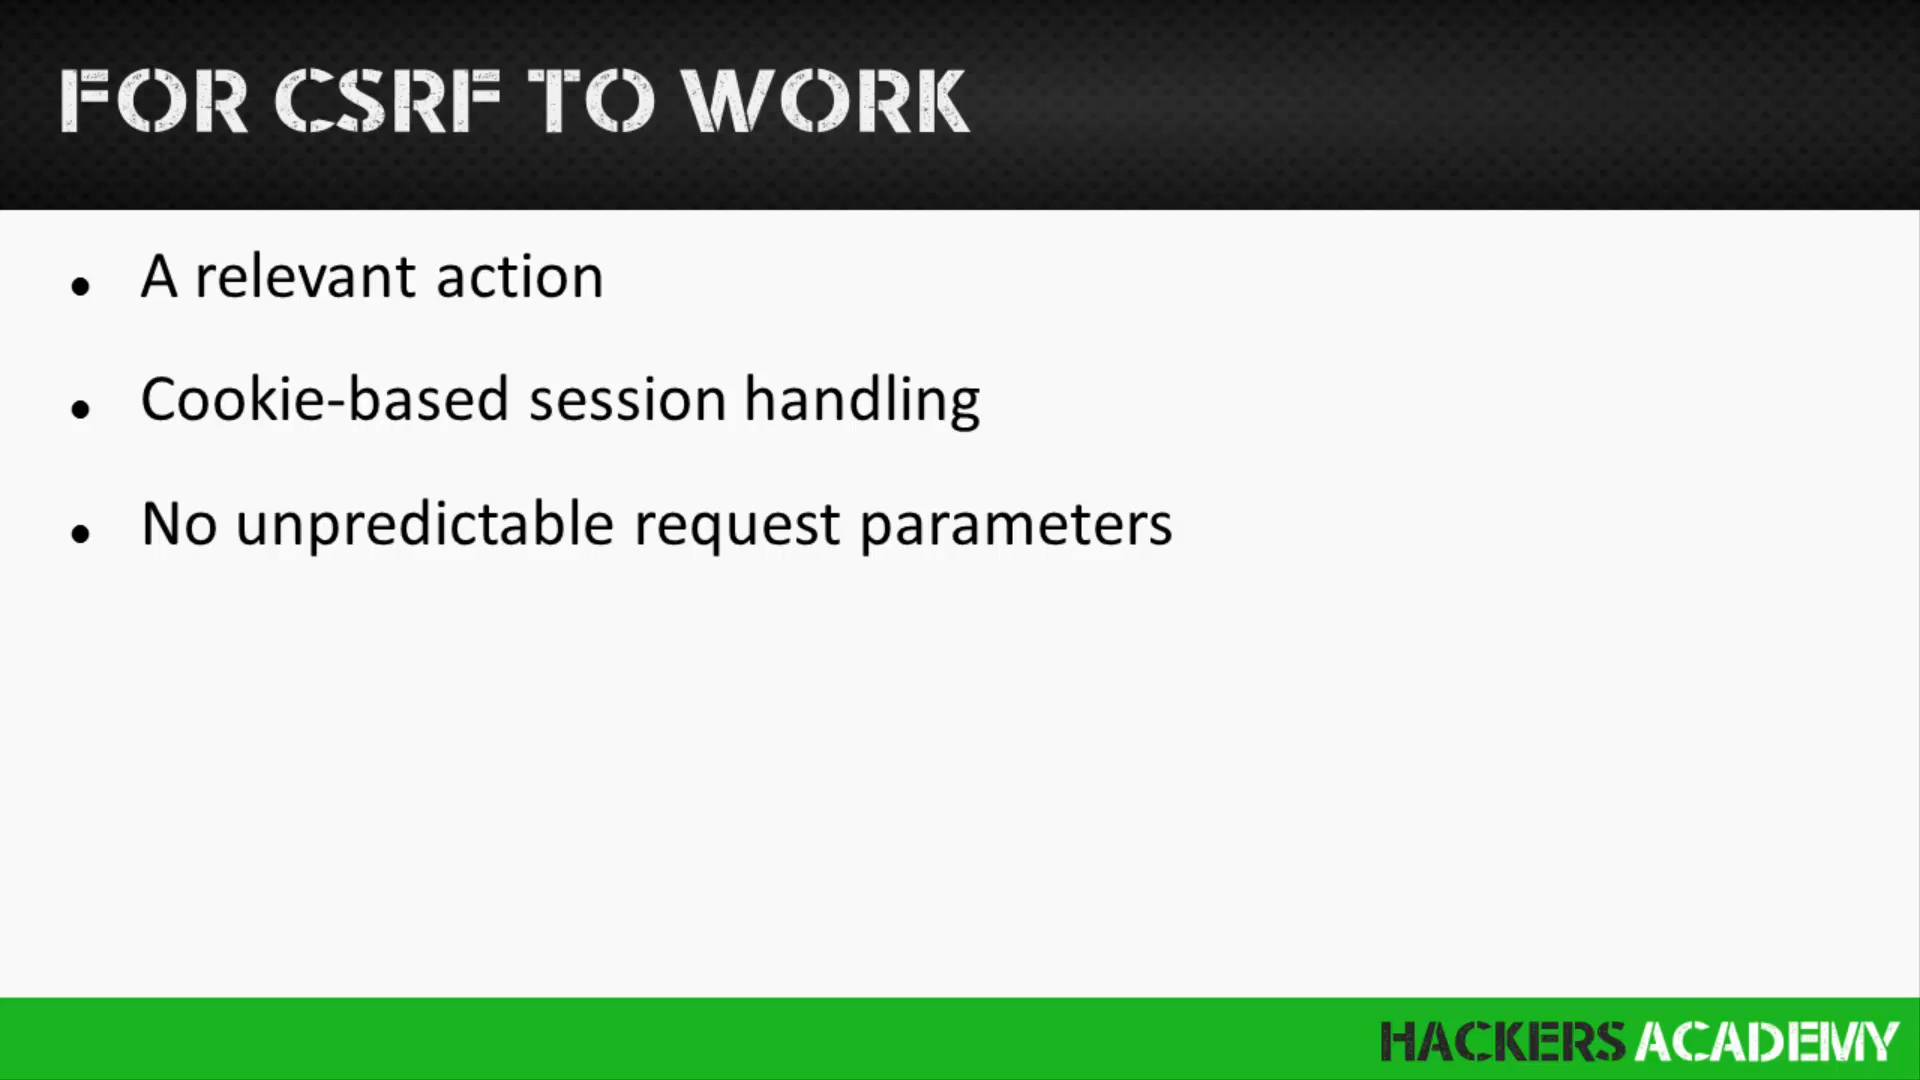 FOR CSRF TO WORK
• A relevant action
• Cookie-based session handling
• No unpredictable request parameters
HACKERS ACADEMY